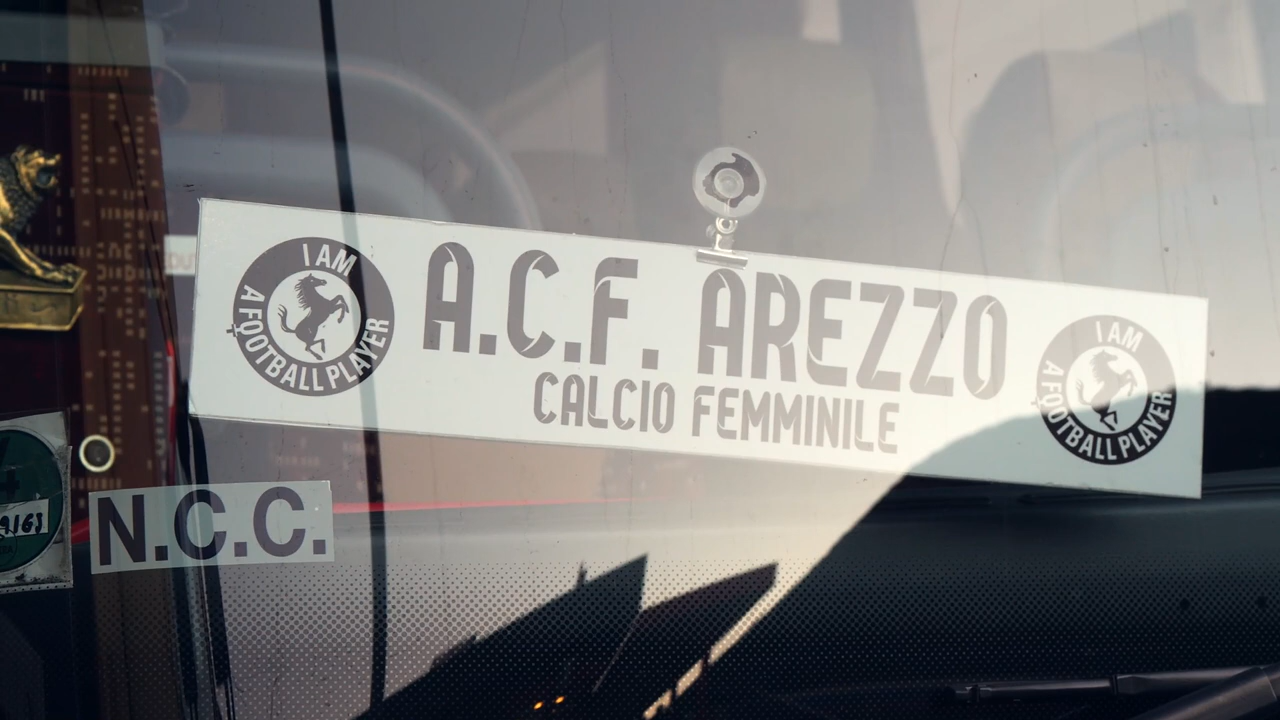 I AM
A FOOTBALL PLAYER
A.C.F. AREZZO
CALCIO FEMMINILE
I AM
A FOOTBALL PLAYER
N.C.C.